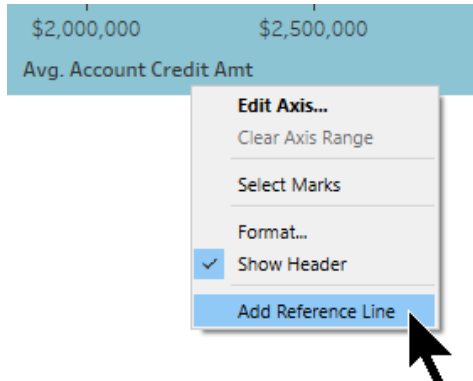 $2,000,000 $2,500,000
Avg. Account Credit Amt
Edit Axis...
Clear Axis Range
Select Marks
Format...
Show Header
Add Reference Line